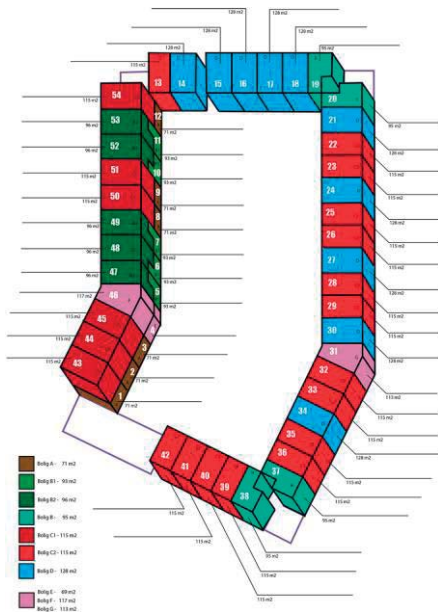 128 m2
128 m2
128 m2
128 m2
128 m2
95 m2
115 m2
13
14
15
16
17
18
19
20
54
53
52
51
50
49
48
47
46
45
44
43
115 m2
96 m2
96 m2
115 m2
115 m2
96 m2
96 m2
96 m2
117 m2
115 m2
115 m2
115 m2
12
11
10
9
8
7
6
5
4
3
2
1
71 m2
93 m2
93 m2
71 m2
71 m2
93 m2
93 m2
93 m2
71 m2
71 m2
71 m2
21
22
23
24
25
26
27
28
29
30
31
32
33
34
35
36
37
95 m2
128 m2
115 m2
115 m2
128 m2
115 m2
115 m2
128 m2
115 m2
115 m2
128 m2
113 m2
115 m2
115 m2
128 m2
115 m2
115 m2
95 m2
42
41
40
39
38
115 m2
115 m2
115 m2
115 m2
95 m2
Bolig A - 71 m2
Bolig B1 - 93 m2
Bolig B2 - 96 m2
Bolig B - 95 m2
Bolig C1 - 115 m2
Bolig C2 - 115 m2
Bolig D - 128 m2
Bolig E - 69 m2
Bolig F - 117 m2
Bolig G - 113 m2